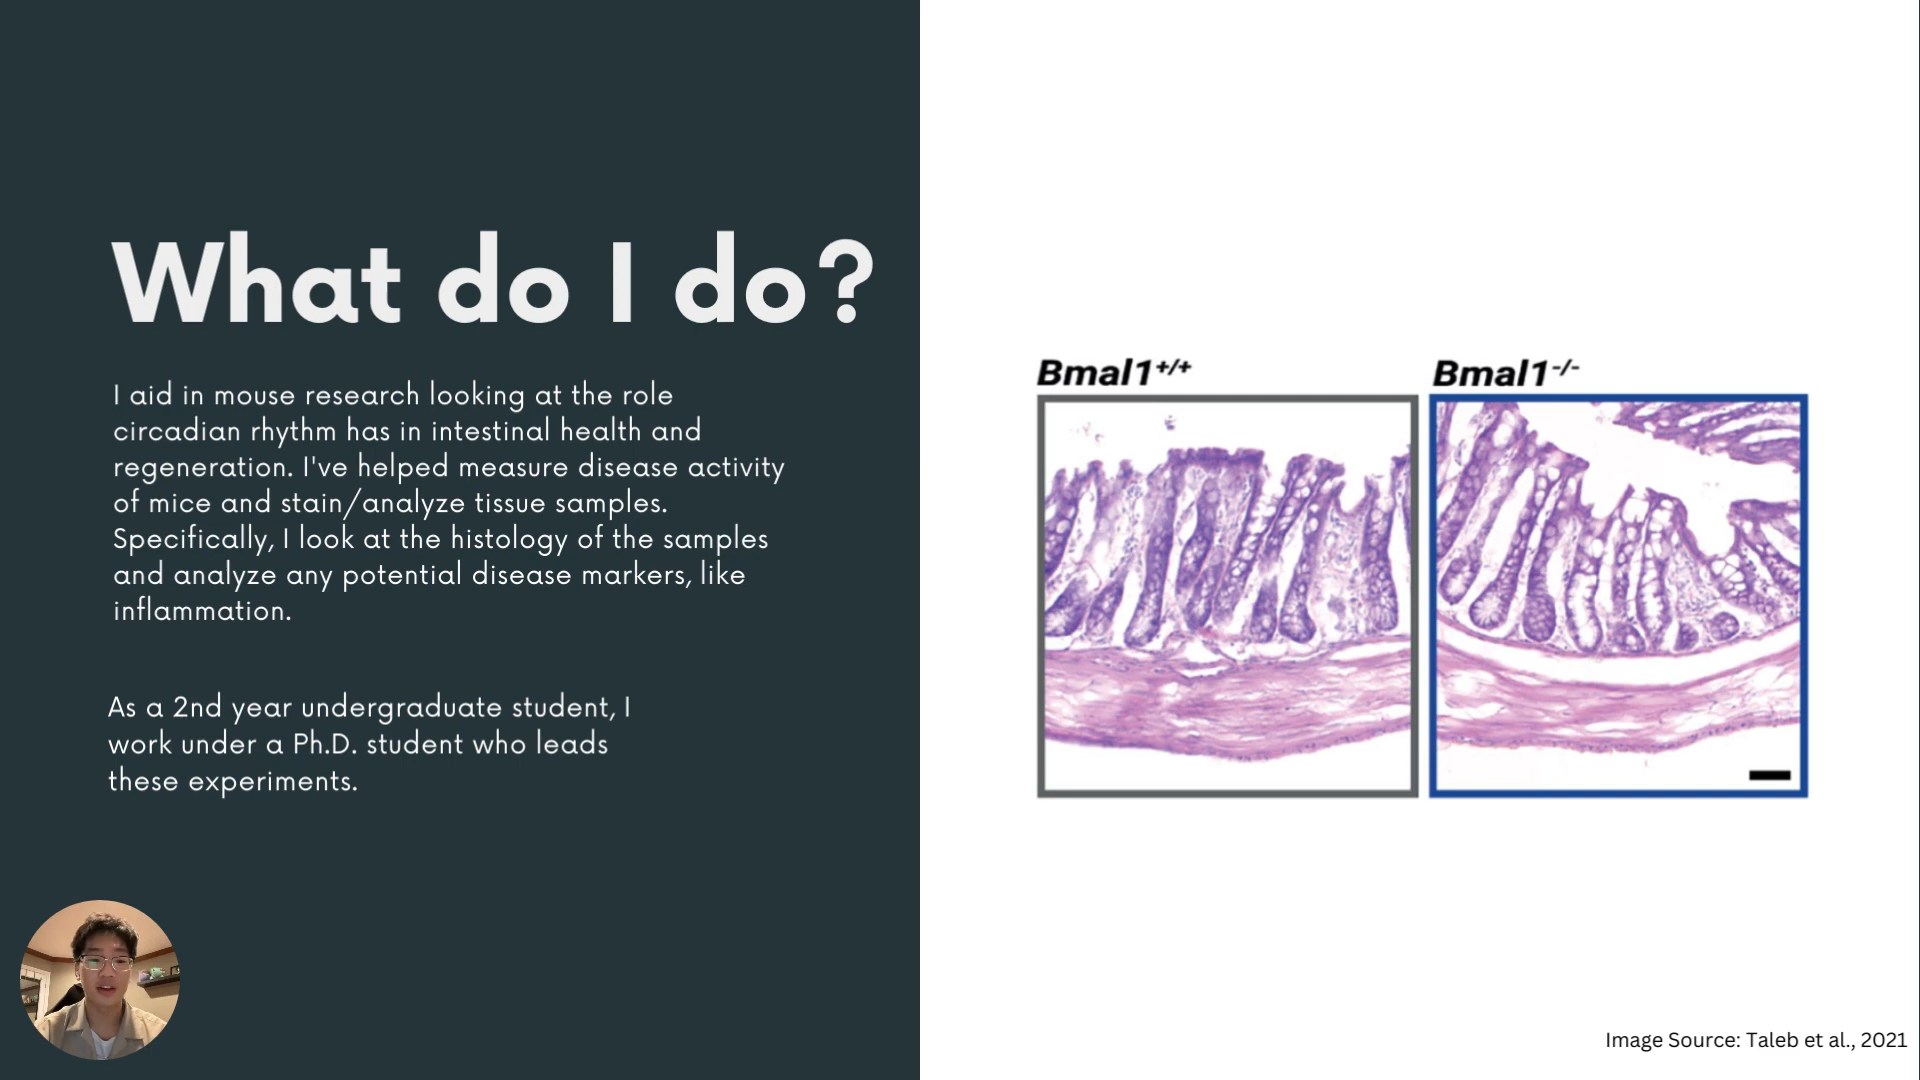 What do I do?
I aid in mouse research looking at the role
circadian rhythm has in intestinal health and
regeneration. I've helped measure disease activity
of mice and stain/analyze tissue samples.
Specifically, I look at the histology of the samples
and analyze any potential disease markers, like
inflammation.
As a 2nd year undergraduate student, I
work under a Ph.D. student who leads
these experiments.
Bmal1+/+
Bmal1-/-
Image Source: Taleb et al., 2021